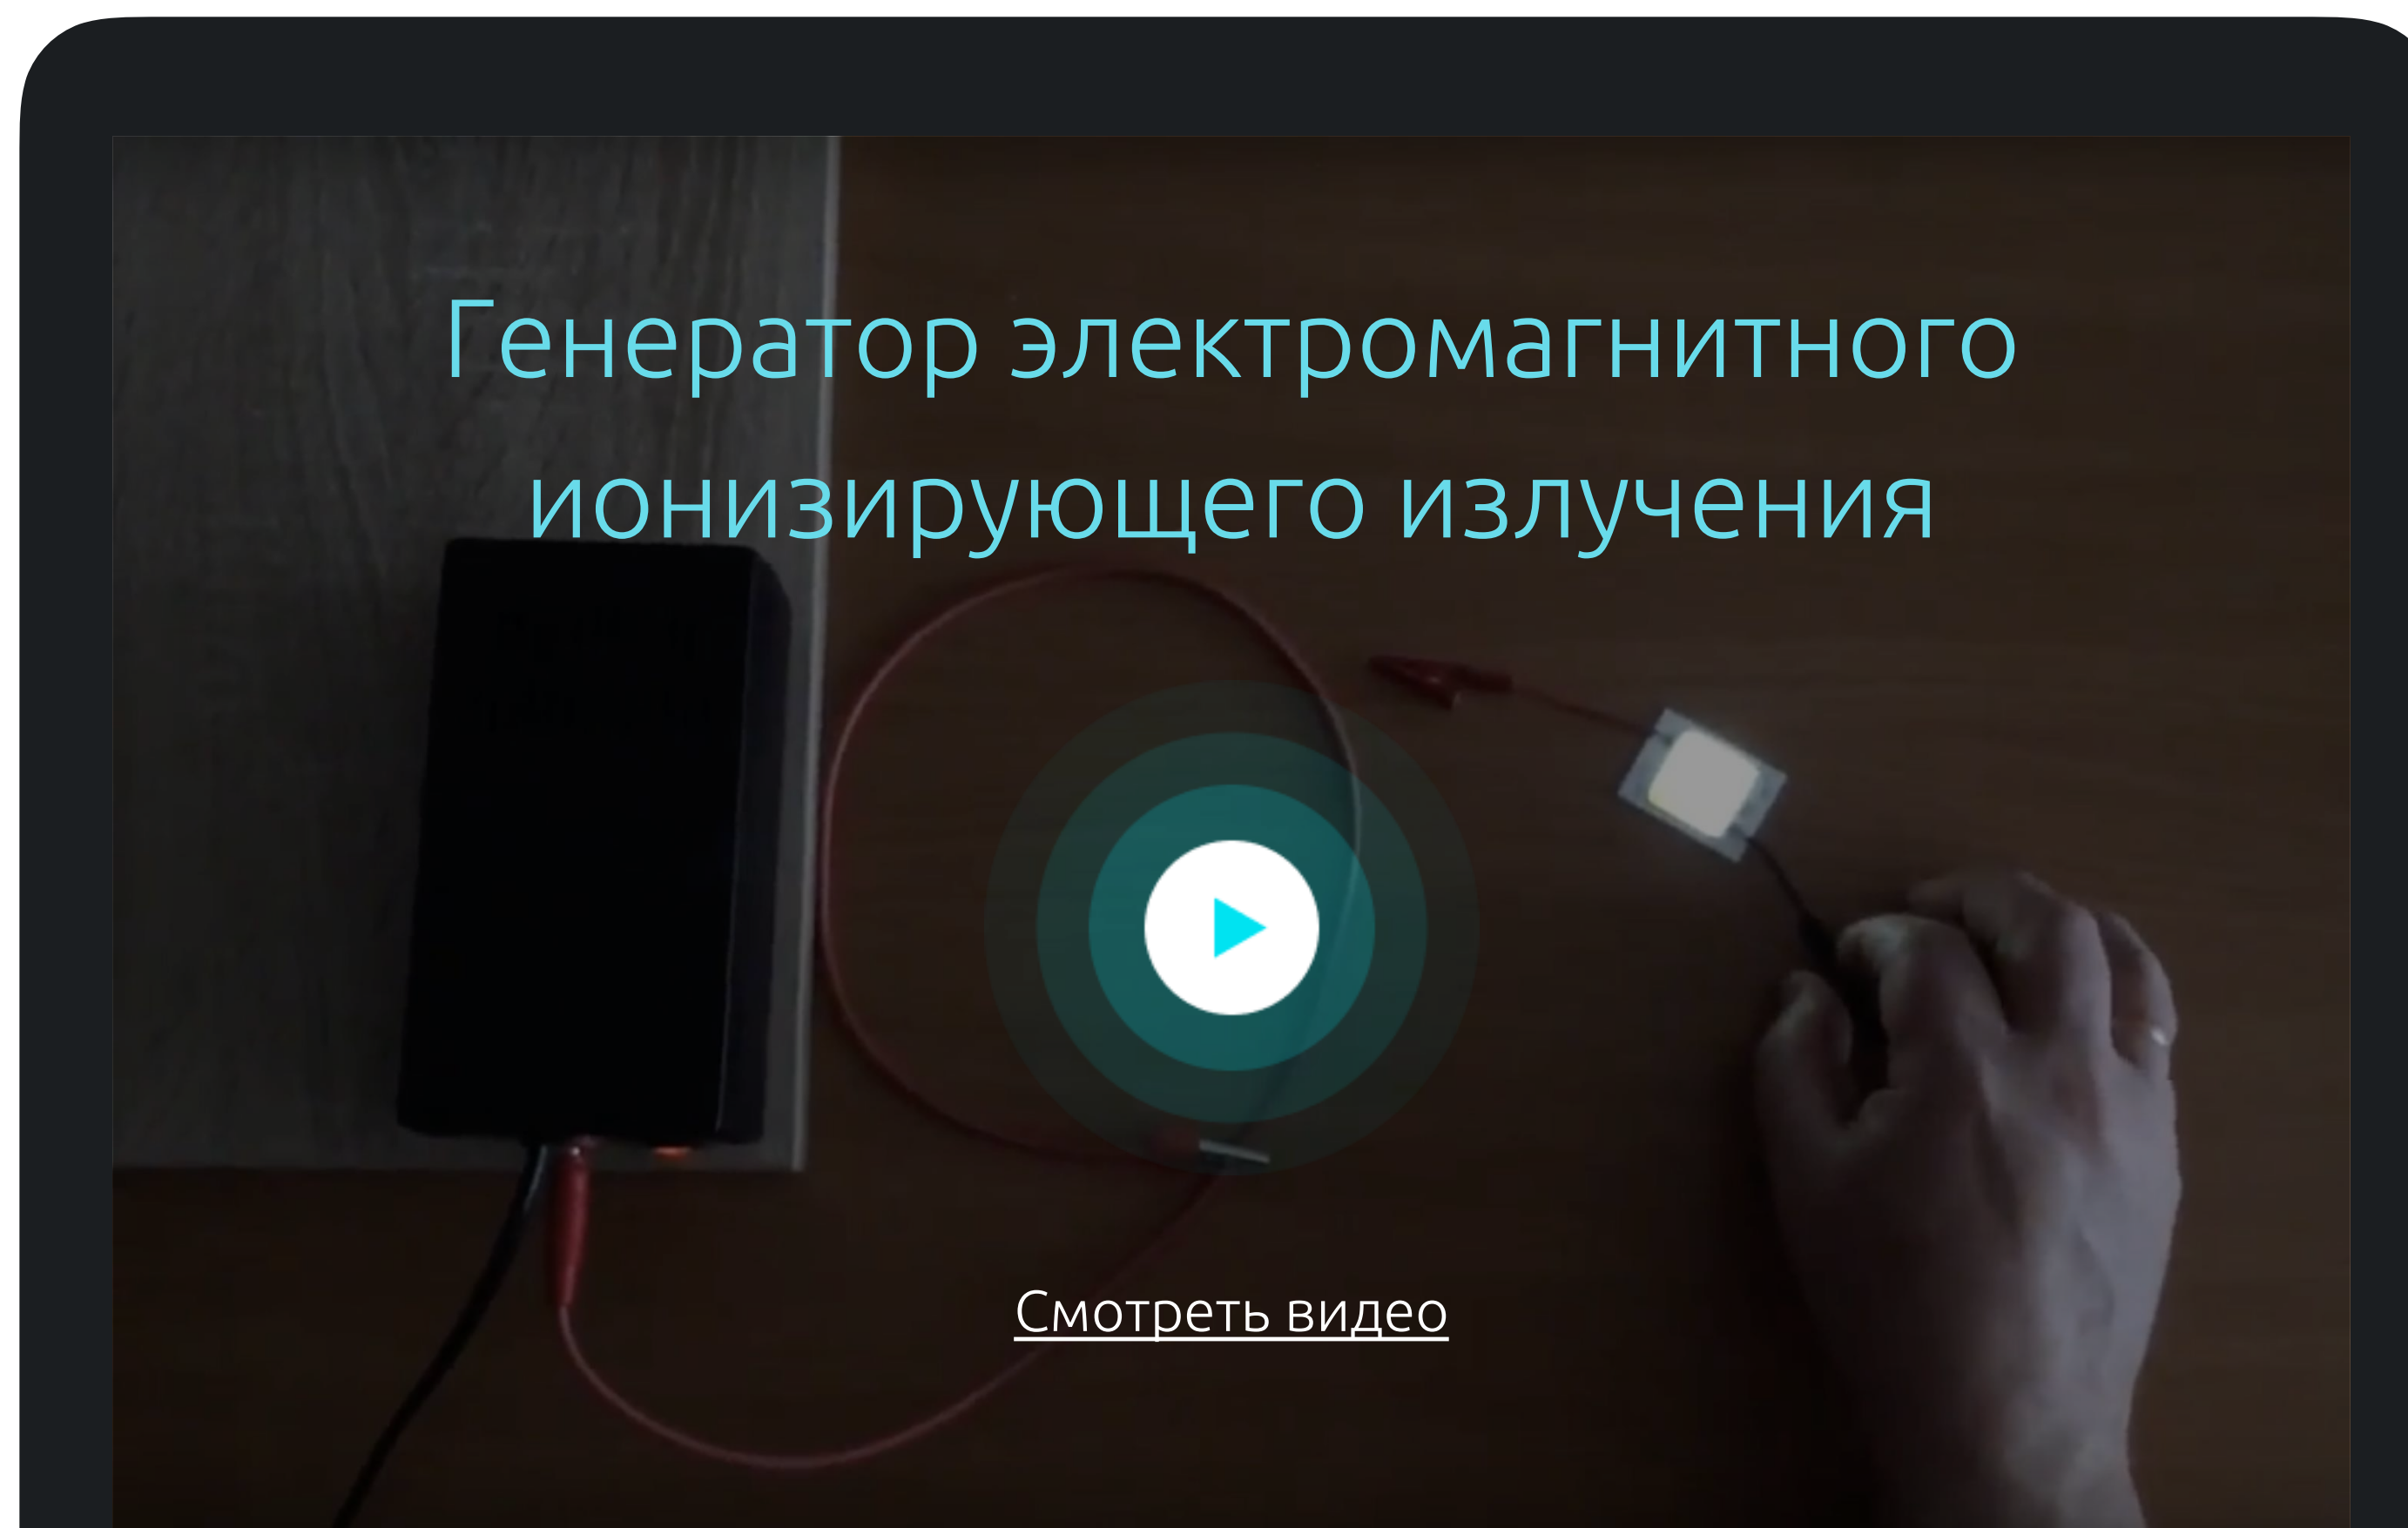 Генератор электромагнитного
ионизирующего излучения
Смотреть видео